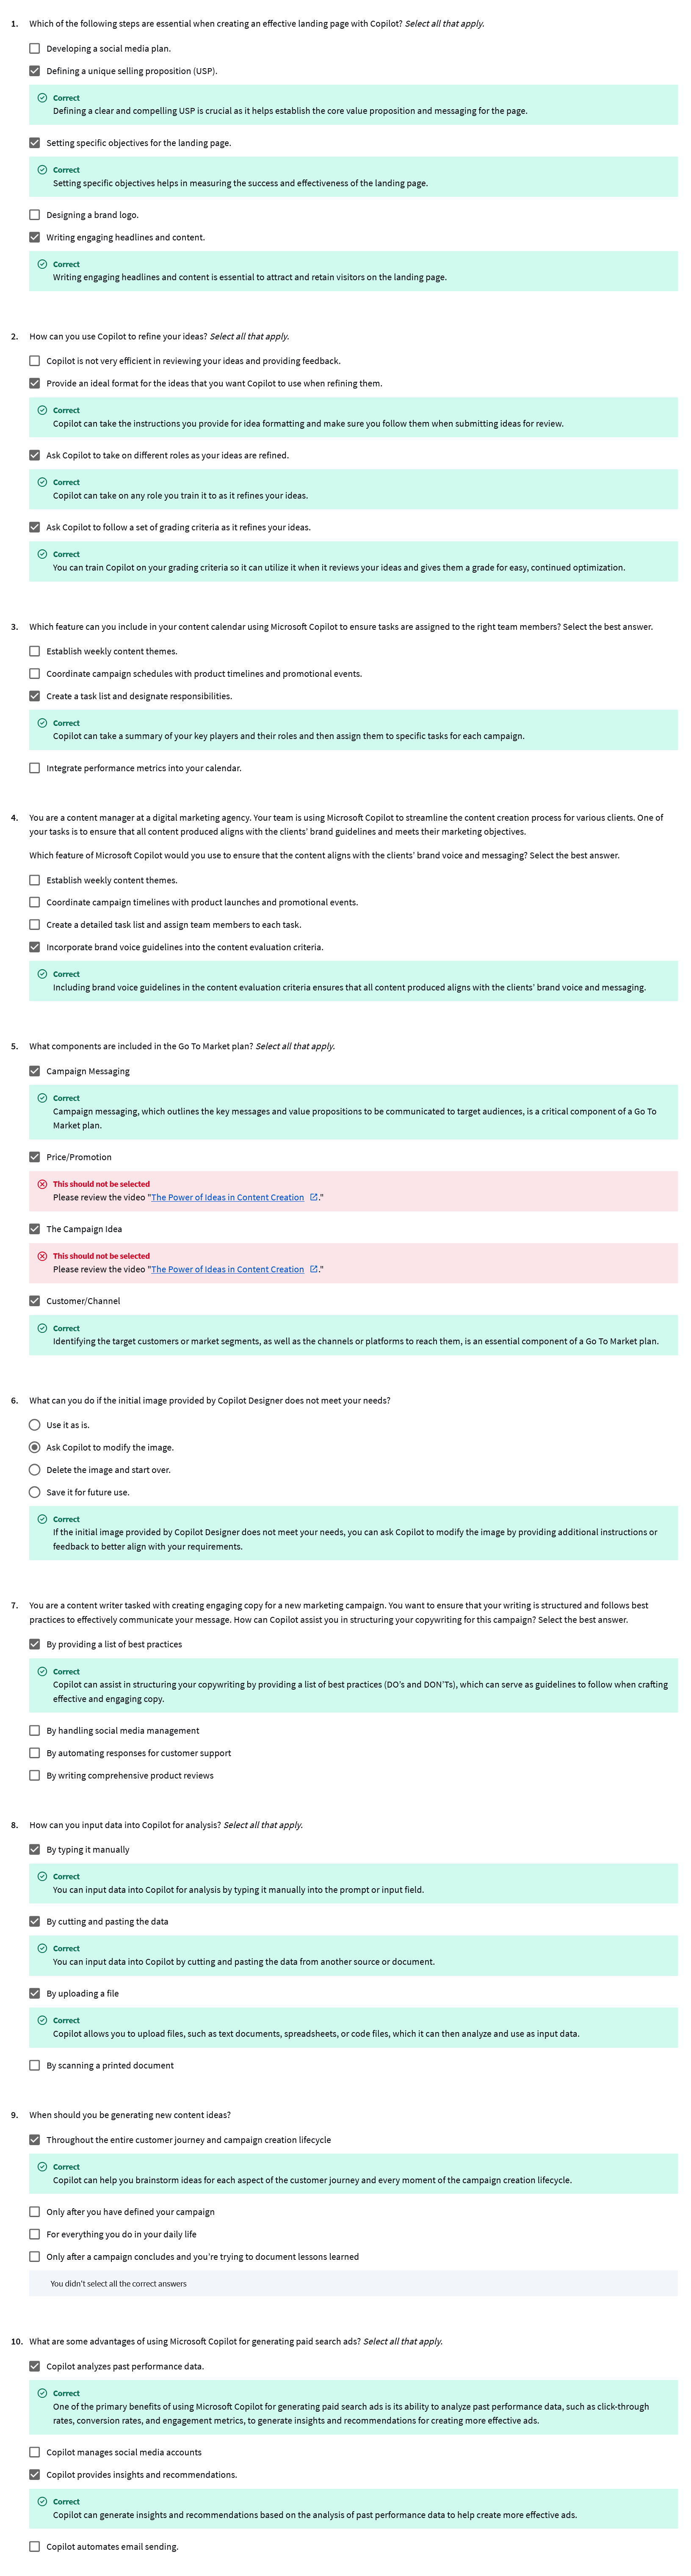 1. Which of the following steps are essential when creating an effective landing page with Copilot? Select all that apply.
Developing a social media plan.
Defining a unique selling proposition (USP).
Correct
Defining a clear and compelling USP is crucial as it helps establish the core value proposition and messaging for the page.
Setting specific objectives for the landing page.
Correct
Setting specific objectives helps in measuring the success and effectiveness of the landing page.
Designing a brand logo.
Writing engaging headlines and content.
Correct
Writing engaging headlines and content is essential to attract and retain visitors on the landing page.
2. How can you use Copilot to refine your ideas? Select all that apply.
Copilot is not very efficient in reviewing your ideas and providing feedback.
Provide an ideal format for the ideas that you want Copilot to use when refining them.
Correct
Copilot can take the instructions you provide for idea formatting and make sure you follow them when submitting ideas for review.
Ask Copilot to take on different roles as your ideas are refined.
Correct
Copilot can take on any role you train it to as it refines your ideas.
Ask Copilot to follow a set of grading criteria as it refines your ideas.
Correct
You can train Copilot on your grading criteria so it can utilize it when it reviews your ideas and gives them a grade for easy, continued optimization.
3. Which feature can you include in your content calendar using Microsoft Copilot to ensure tasks are assigned to the right team members? Select the best answer.
Establish weekly content themes.
Coordinate campaign schedules with product timelines and promotional events.
Create a task list and designate responsibilities.
Correct
Copilot can take a summary of your key players and their roles and then assign them to specific tasks for each campaign.
Integrate performance metrics into your calendar.
4. You are a content manager at a digital marketing agency. Your team is using Microsoft Copilot to streamline the content creation process for various clients. One of
your tasks is to ensure that all content produced aligns with the clients' brand guidelines and meets their marketing objectives.
Which feature of Microsoft Copilot would you use to ensure that the content aligns with the clients' brand voice and messaging? Select the best answer.
Establish weekly content themes.
Coordinate campaign timelines with product launches and promotional events.
Create a detailed task list and assign team members to each task.
Incorporate brand voice guidelines into the content evaluation criteria.
Correct
Including brand voice guidelines in the content evaluation criteria ensures that all content produced aligns with the clients' brand voice and messaging.
5. What components are included in the Go To Market plan? Select all that apply.
Campaign Messaging
Correct
Campaign messaging, which outlines the key messages and value propositions to be communicated to target audiences, is a critical component of a Go To
Market plan.
Price/Promotion
This should not be selected
Please review the video "The Power of Ideas in Content Creation ."
The Campaign Idea
This should not be selected
Please review the video "The Power of Ideas in Content Creation ."
Customer/Channel
Correct
Identifying the target customers or market segments, as well as the channels or platforms to reach them, is an essential component of a Go To Market plan.
6. What can you do if the initial image provided by Copilot Designer does not meet your needs?
Use it as is.
Ask Copilot to modify the image.
Delete the image and start over.
Save it for future use.
Correct
If the initial image provided by Copilot Designer does not meet your needs, you can ask Copilot to modify the image by providing additional instructions or
feedback to better align with your requirements.
7. You are a content writer tasked with creating engaging copy for a new marketing campaign. You want to ensure that your writing is structured and follows best
practices to effectively communicate your message. How can Copilot assist you in structuring your copywriting for this campaign? Select the best answer.
By providing a list of best practices
Correct
Copilot can assist in structuring your copywriting by providing a list of best practices (DO's and DON'Ts), which can serve as guidelines to follow when crafting
effective and engaging copy.
By handling social media management
By automating responses for customer support
By writing comprehensive product reviews
8. How can you input data into Copilot for analysis? Select all that apply.
By typing it manually
Correct
You can input data into Copilot for analysis by typing it manually into the prompt or input field.
By cutting and pasting the data
Correct
You can input data into Copilot by cutting and pasting the data from another source or document.
By uploading a file
Correct
Copilot allows you to upload files, such as text documents, spreadsheets, or code files, which it can then analyze and use as input data.
By scanning a printed document
9. When should you be generating new content ideas?
Throughout the entire customer journey and campaign creation lifecycle
Correct
Copilot can help you brainstorm ideas for each aspect of the customer journey and every moment of the campaign creation lifecycle.
Only after you have defined your campaign
For everything you do in your daily life
Only after a campaign concludes and you're trying to document lessons learned
You didn't select all the correct answers
10. What are some advantages of using Microsoft Copilot for generating paid search ads? Select all that apply.
Copilot analyzes past performance data.
Correct
One of the primary benefits of using Microsoft Copilot for generating paid search ads is its ability to analyze past performance data, such as click-through
rates, conversion rates, and engagement metrics, to generate insights and recommendations for creating more effective ads.
Copilot manages social media accounts
Copilot provides insights and recommendations.
Correct
Copilot can generate insights and recommendations based on the analysis of past performance data to help create more effective ads.
Copilot automates email sending.